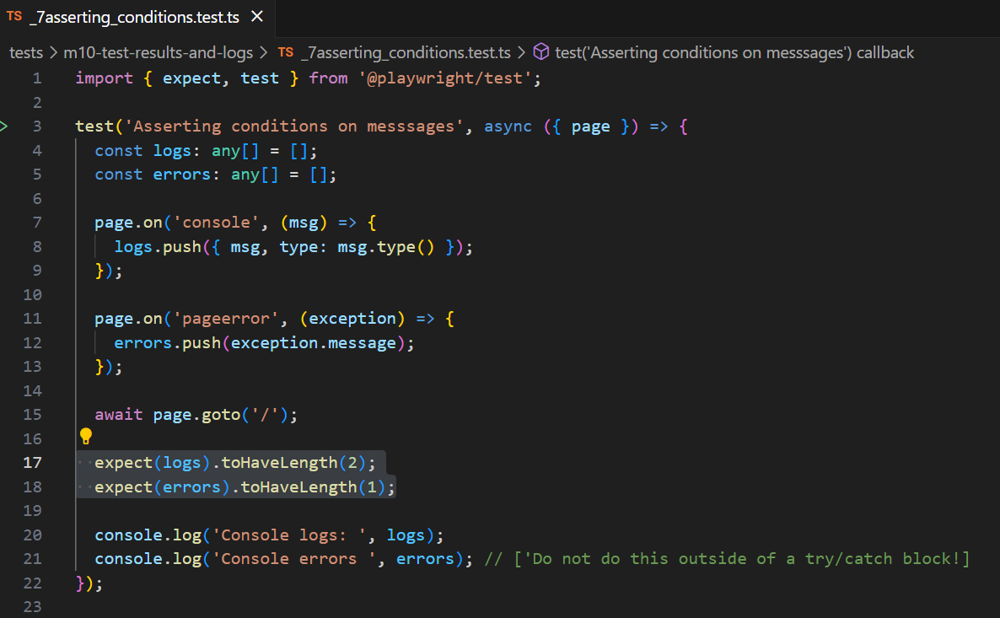 TS _7asserting_conditions.test.ts ×
tests > m10-test-results-and-logs > TS _7asserting_conditions.test.ts > test('Asserting conditions on messsages') callback
1 import { expect, test } from '@playwright/test';
2
3 test('Asserting conditions on messsages', async ({ page }) => {
4 const logs: any[] = [];
5 const errors: any[] = [];
6
7 page.on('console', (msg) => {
8 logs.push({ msg, type: msg.type() });
9 });
10
11 page.on('pageerror', (exception) => {
12 errors.push(exception.message);
13 });
14
15 await page.goto('/');
16
17 expect(logs).toHaveLength(2);
18 expect(errors).toHaveLength(1);
19
20 console.log('Console logs: ', logs);
21 console.log('Console errors ', errors); // ['Do not do this outside of a try/catch block!]
22 });
23